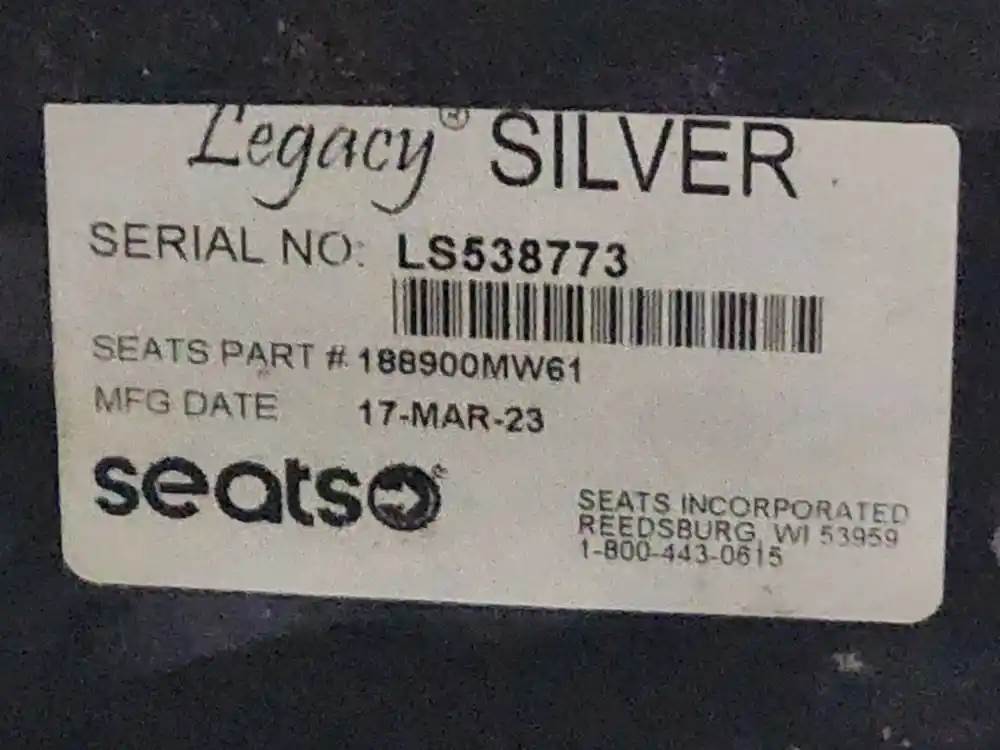 Legacy® SILVER
SERIAL NO: LS538773
SEATS PART # 188900MW61
MFG DATE 17-MAR-23
seats®
SEATS INCORPORATED
REEDSBURG, WI 53959
1-800-443-0615